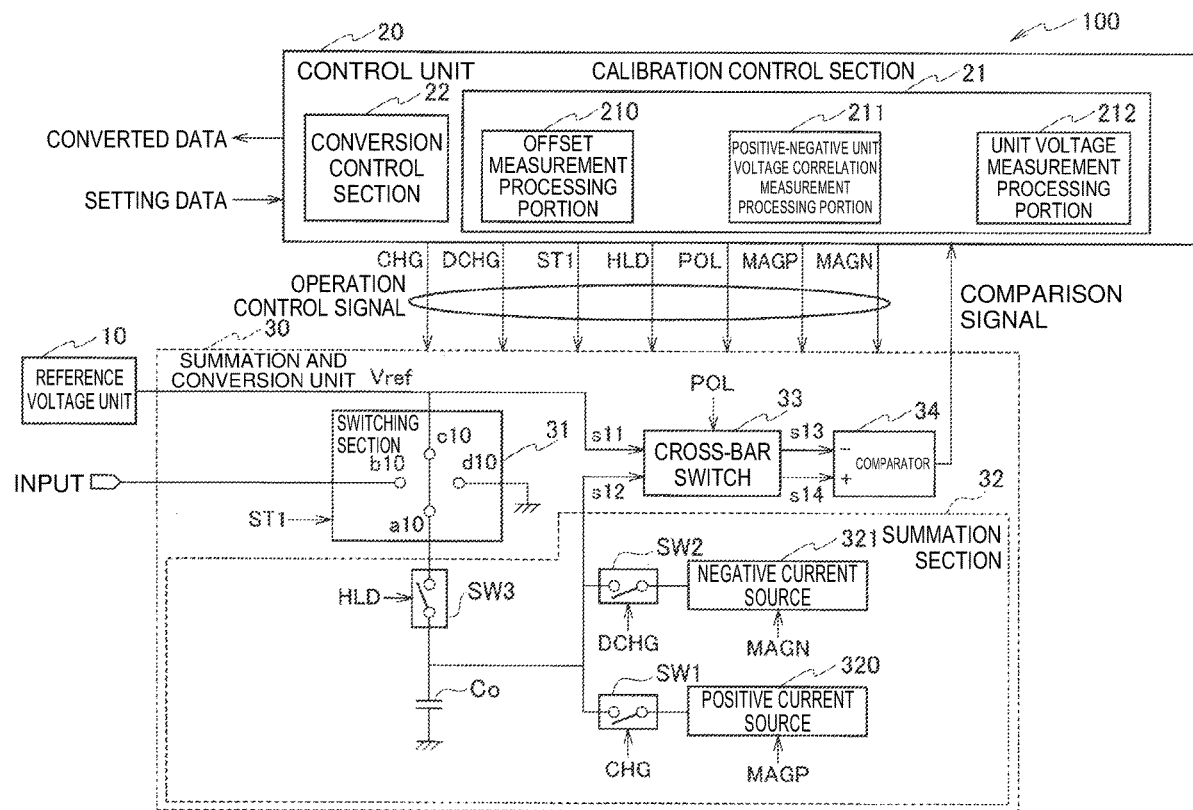 100
20
CONTROL UNIT
CALIBRATION CONTROL SECTION
21
22
210
211
212
CONVERTED DATA
SETTING DATA
CONVERSION
CONTROL
SECTION
OFFSET
MEASUREMENT
PROCESSING
PORTION
POSITIVE-NEGATIVE UNIT
VOLTAGE CORRELATION
MEASUREMENT
PROCESSING PORTION
UNIT VOLTAGE
MEASUREMENT
PROCESSING
PORTION
CHG
DCHG
ST1
HLD
POL
MAGP
MAGN
OPERATION
CONTROL SIGNAL
COMPARISON
SIGNAL
10
30
REFERENCE
VOLTAGE UNIT
SUMMATION AND
CONVERSION UNIT
Vref
POL
33
34
SWITCHING
SECTION
31
c10
b10
d10
a10
s11
s12
CROSS-BAR
SWITCH
s13
s14
−
+
COMPARATOR
INPUT
ST1
32
SUMMATION
SECTION
SW2
321
NEGATIVE CURRENT
SOURCE
HLD
SW3
DCHG
MAGN
SW1
320
Co
POSITIVE CURRENT
SOURCE
CHG
MAGP